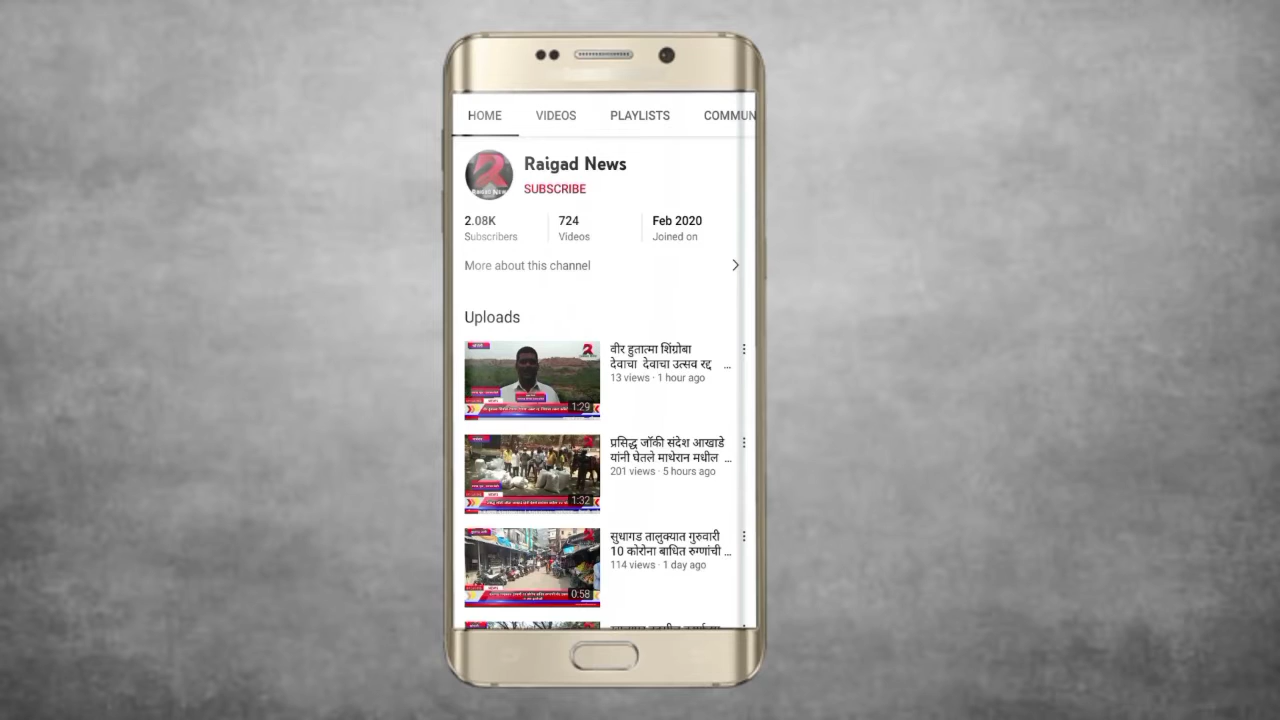 HOME VIDEOS PLAYLISTS COMMUN
Raigad News
SUBSCRIBE
2.08K 724 Feb 2020
Subscribers Videos Joined on
More about this channel
Uploads
वीर हुतात्मा शिंग्रोबा
देवाचा देवाचा उत्सव रद्द ...
13 views · 1 hour ago
1:29
प्रसिद्ध जॉकी संदेश आखाडे
यांनी घेतले माथेरान मधील ...
201 views · 5 hours ago
1:32
सुधागड तालुक्यात गुरुवारी
10 कोरोना बाधित रुग्णांची ...
114 views · 1 day ago
0:58